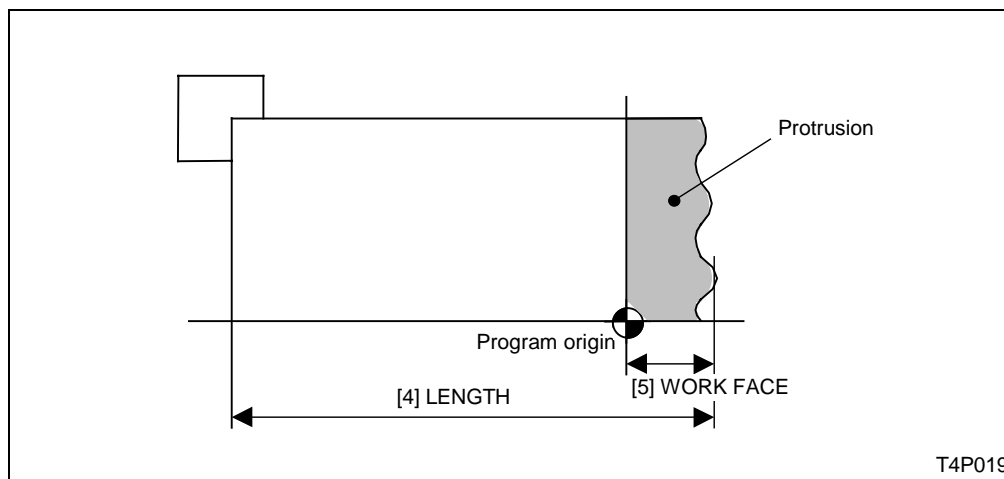 Protrusion
Program origin
[5] WORK FACE
[4] LENGTH
T4P019